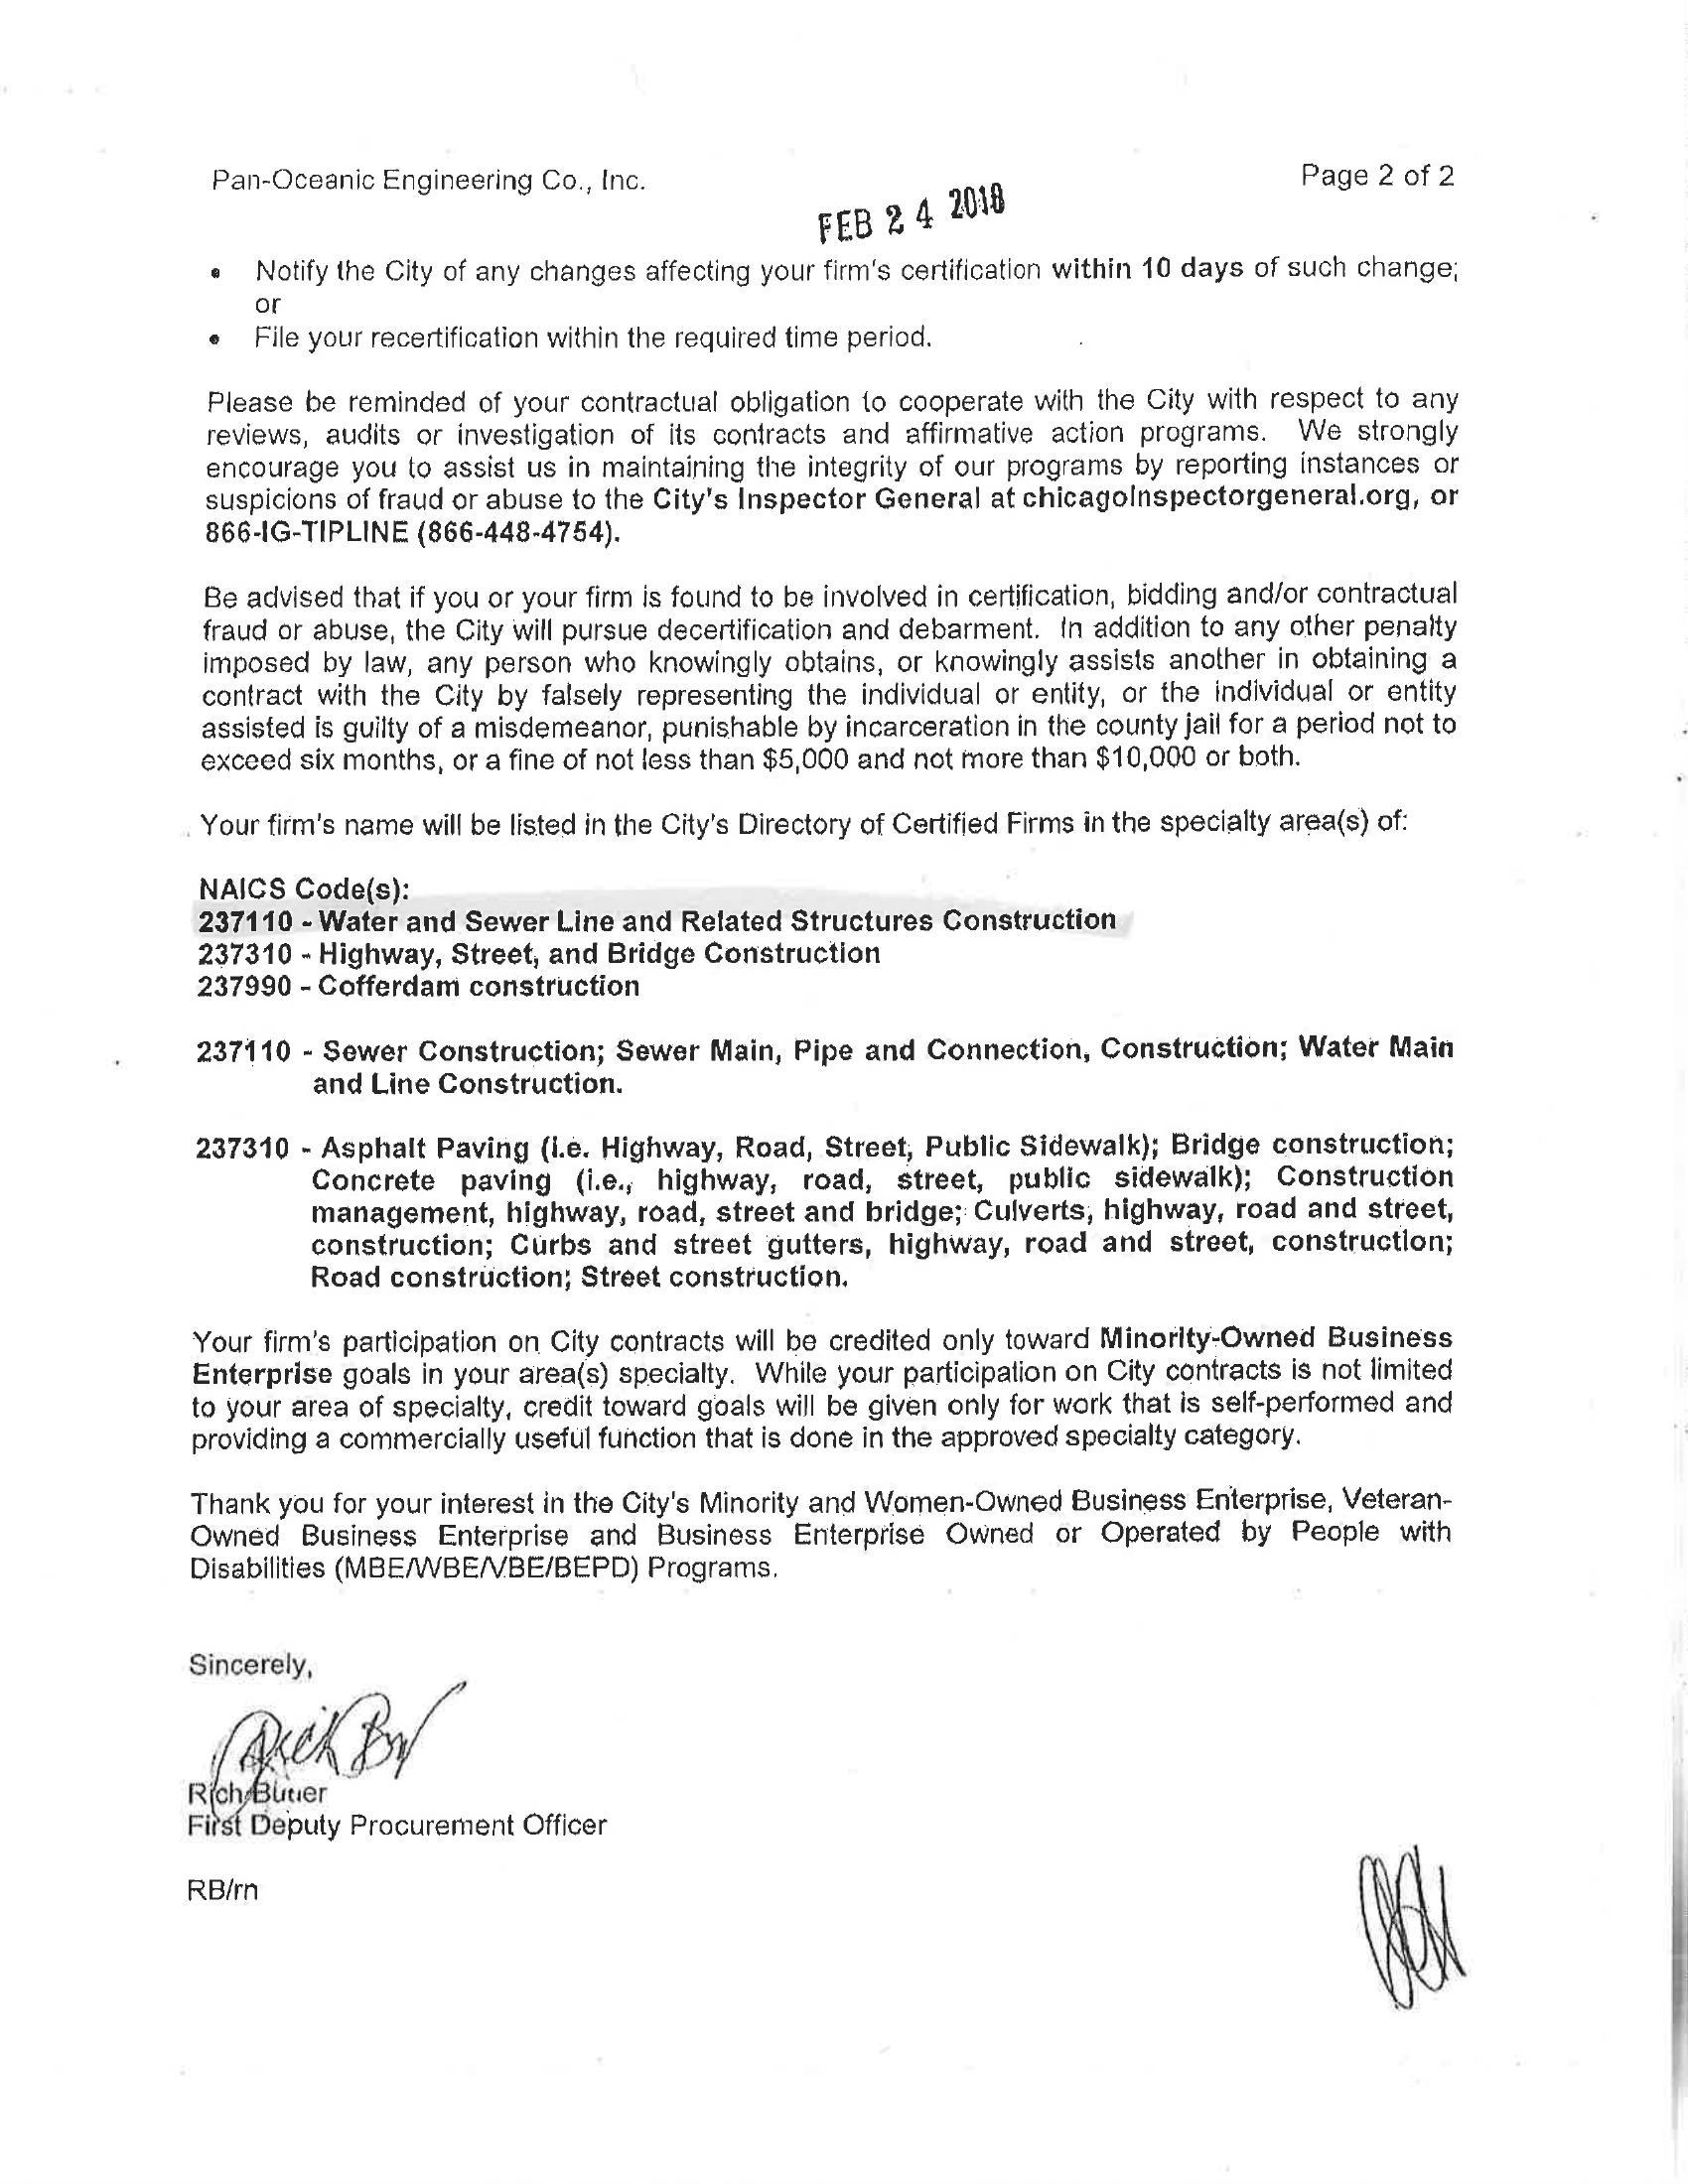 Pan-Oceanic Engineering Co., Inc.
Page 2 of 2
FEB 24 2018
• Notify the City of any changes affecting your firm's certification within 10 days of such change;
or
• File your recertification within the required time period.
Please be reminded of your contractual obligation to cooperate with the City with respect to any
reviews, audits or investigation of its contracts and affirmative action programs. We strongly
encourage you to assist us in maintaining the integrity of our programs by reporting instances or
suspicions of fraud or abuse to the City's Inspector General at chicagoInspectorgeneral.org, or
866-IG-TIPLINE (866-448-4754).
Be advised that if you or your firm is found to be involved in certification, bidding and/or contractual
fraud or abuse, the City will pursue decertification and debarment. In addition to any other penalty
imposed by law, any person who knowingly obtains, or knowingly assists another in obtaining a
contract with the City by falsely representing the individual or entity, or the individual or entity
assisted is guilty of a misdemeanor, punishable by incarceration in the county jail for a period not to
exceed six months, or a fine of not less than $5,000 and not more than $10,000 or both.
Your firm's name will be listed in the City's Directory of Certified Firms in the specialty area(s) of:
NAICS Code(s):
237110 - Water and Sewer Line and Related Structures Construction
237310 - Highway, Street, and Bridge Construction
237990 - Cofferdam construction
237110 - Sewer Construction; Sewer Main, Pipe and Connection, Construction; Water Main
and Line Construction.
237310 - Asphalt Paving (i.e. Highway, Road, Street, Public Sidewalk); Bridge construction;
Concrete paving (i.e., highway, road, street, public sidewalk); Construction
management, highway, road, street and bridge; Culverts, highway, road and street,
construction; Curbs and street gutters, highway, road and street, construction;
Road construction; Street construction.
Your firm's participation on City contracts will be credited only toward Minority-Owned Business
Enterprise goals in your area(s) specialty. While your participation on City contracts is not limited
to your area of specialty, credit toward goals will be given only for work that is self-performed and
providing a commercially useful function that is done in the approved specialty category.
Thank you for your interest in the City's Minority and Women-Owned Business Enterprise, Veteran-
Owned Business Enterprise and Business Enterprise Owned or Operated by People with
Disabilities (MBE/WBE/VBE/BEPD) Programs.
Sincerely,
Rich Butler
First Deputy Procurement Officer
RB/rn